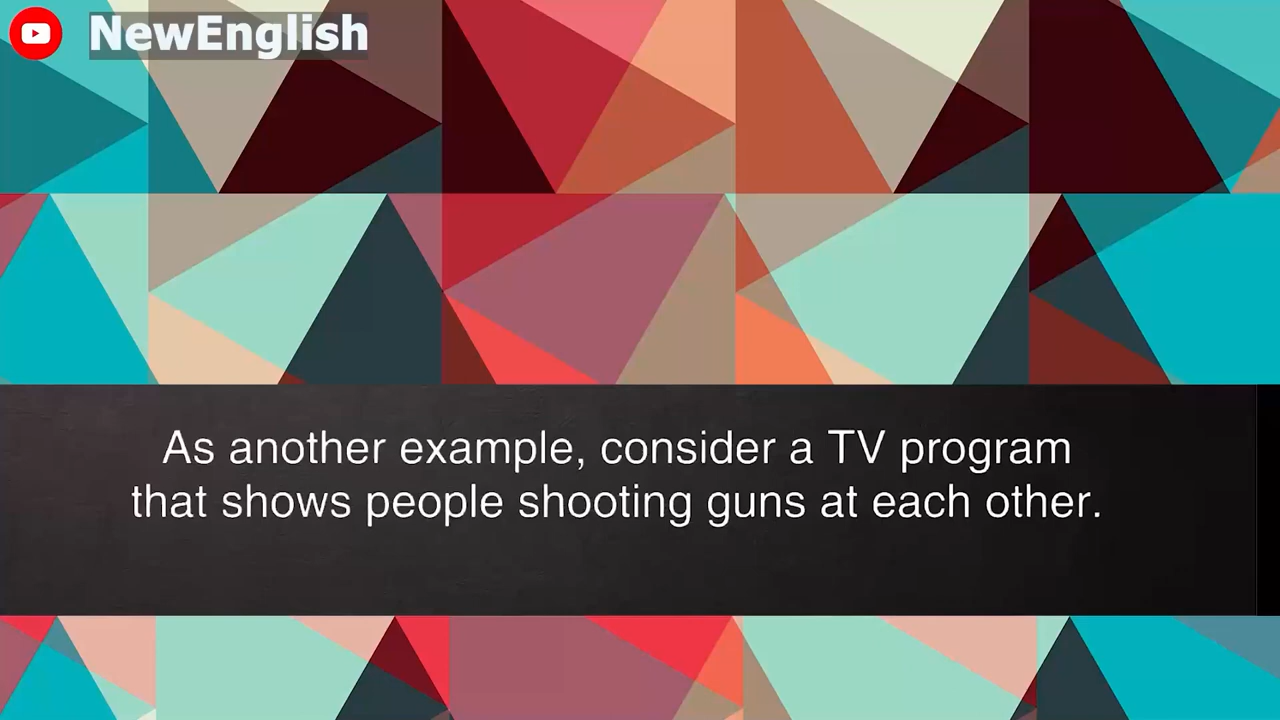 NewEnglish
As another example, consider a TV program
that shows people shooting guns at each other.